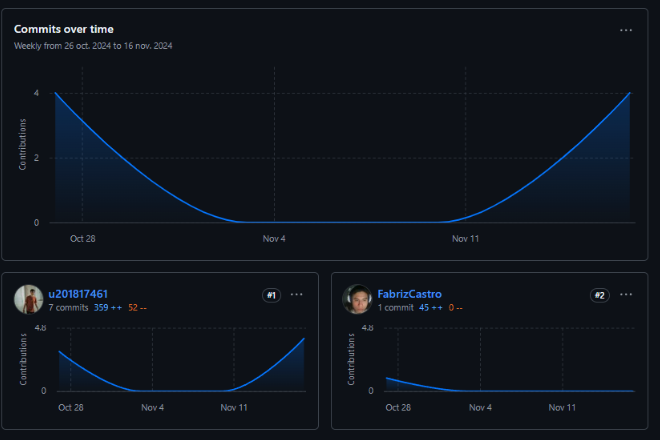 Commits over time
Weekly from 26 oct. 2024 to 16 nov. 2024
Contributions
4
2
0
Oct 28
Nov 4
Nov 11
u201817461
#1
7 commits 359 ++ 52 --
Contributions
4.8
0
Oct 28
Nov 4
Nov 11
FabrizCastro
#2
1 commit 45 ++ 0 --
Contributions
4.8
0
Oct 28
Nov 4
Nov 11